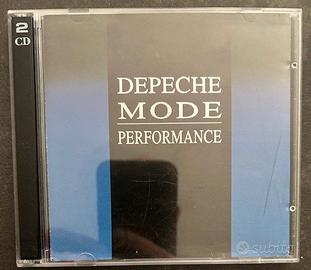 2
CD
DEPECHE
MODE
PERFORMANCE
subito